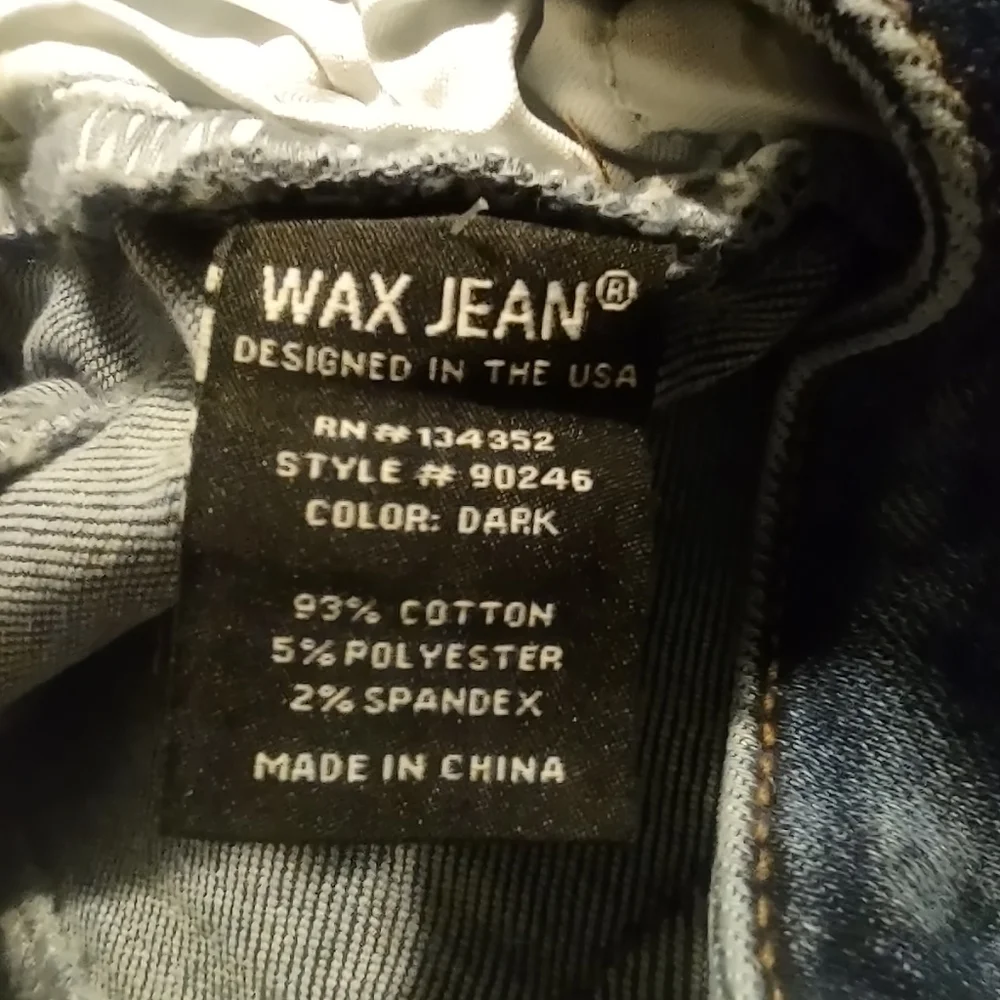 WAX JEAN®
DESIGNED IN THE USA
RN # 134352
STYLE # 90246
COLOR: DARK
93% COTTON
5% POLYESTER
2% SPANDEX
MADE IN CHINA